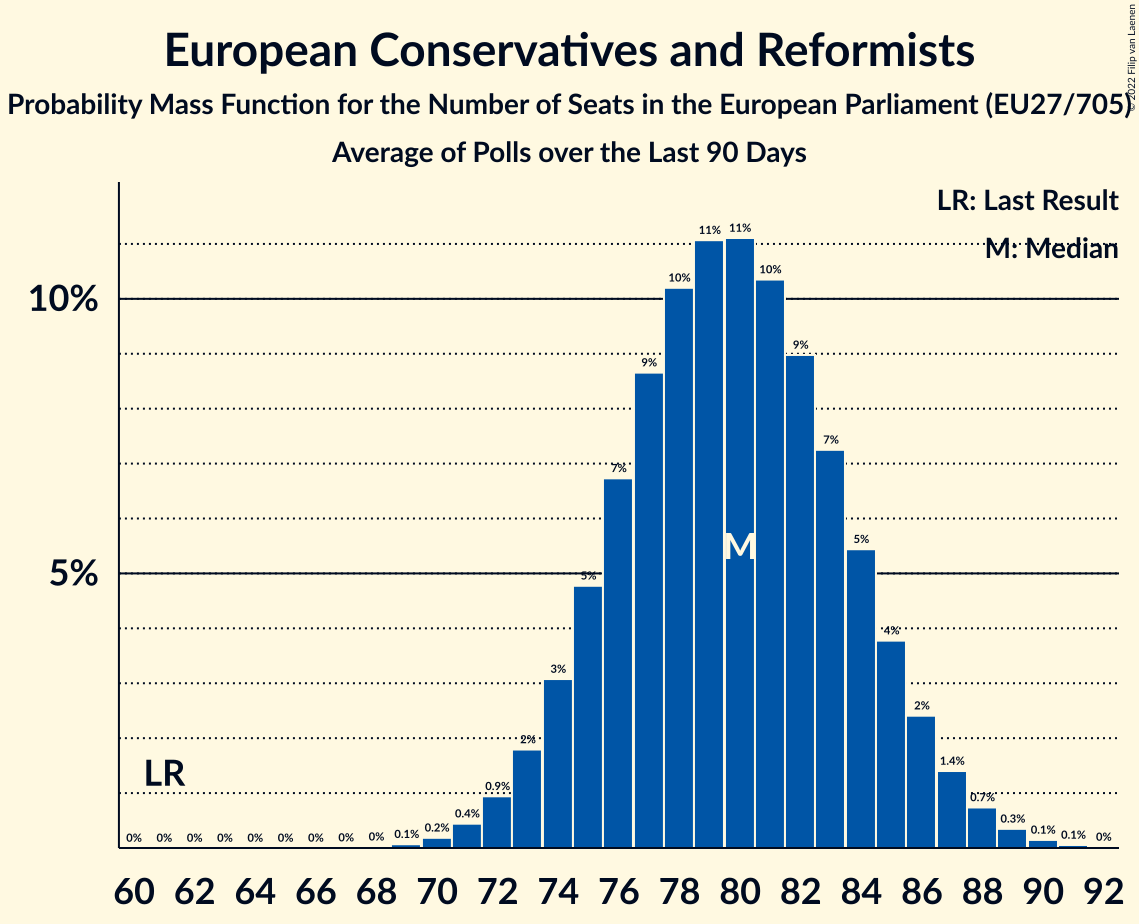 European Conservatives and Reformists
Probability Mass Function for the Number of Seats in the European Parliament (EU27/705)
Average of Polls over the Last 90 Days
© 2022 Filip van Laenen
LR: Last Result
M: Median
10%
5%
LR
M
0% 0% 0% 0% 0% 0% 0% 0% 0% 0.1% 0.2% 0.4% 0.9% 2% 3% 5% 7% 9% 10% 11% 11% 10% 9% 7% 5% 4% 2% 1.4% 0.7% 0.3% 0.1% 0.1% 0%
60 62 64 66 68 70 72 74 76 78 80 82 84 86 88 90 92